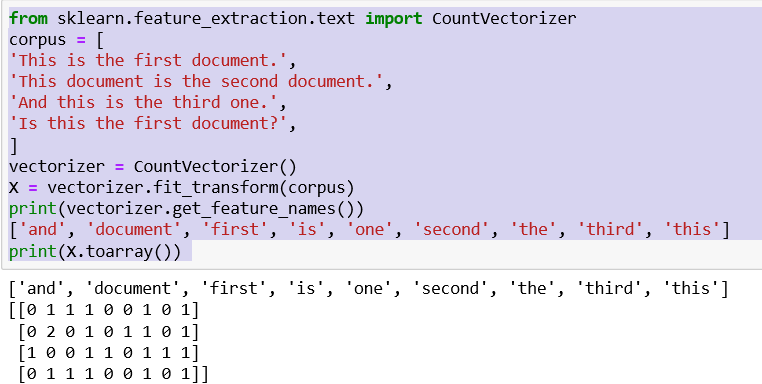 from sklearn.feature_extraction.text import CountVectorizer
corpus = [
'This is the first document.',
'This document is the second document.',
'And this is the third one.',
'Is this the first document?',
]
vectorizer = CountVectorizer()
X = vectorizer.fit_transform(corpus)
print(vectorizer.get_feature_names())
['and', 'document', 'first', 'is', 'one', 'second', 'the', 'third', 'this']
print(X.toarray())
['and', 'document', 'first', 'is', 'one', 'second', 'the', 'third', 'this']
[[0 1 1 1 0 0 1 0 1]
[0 2 0 1 0 1 1 0 1]
[1 0 0 1 1 0 1 1 1]
[0 1 1 1 0 0 1 0 1]]